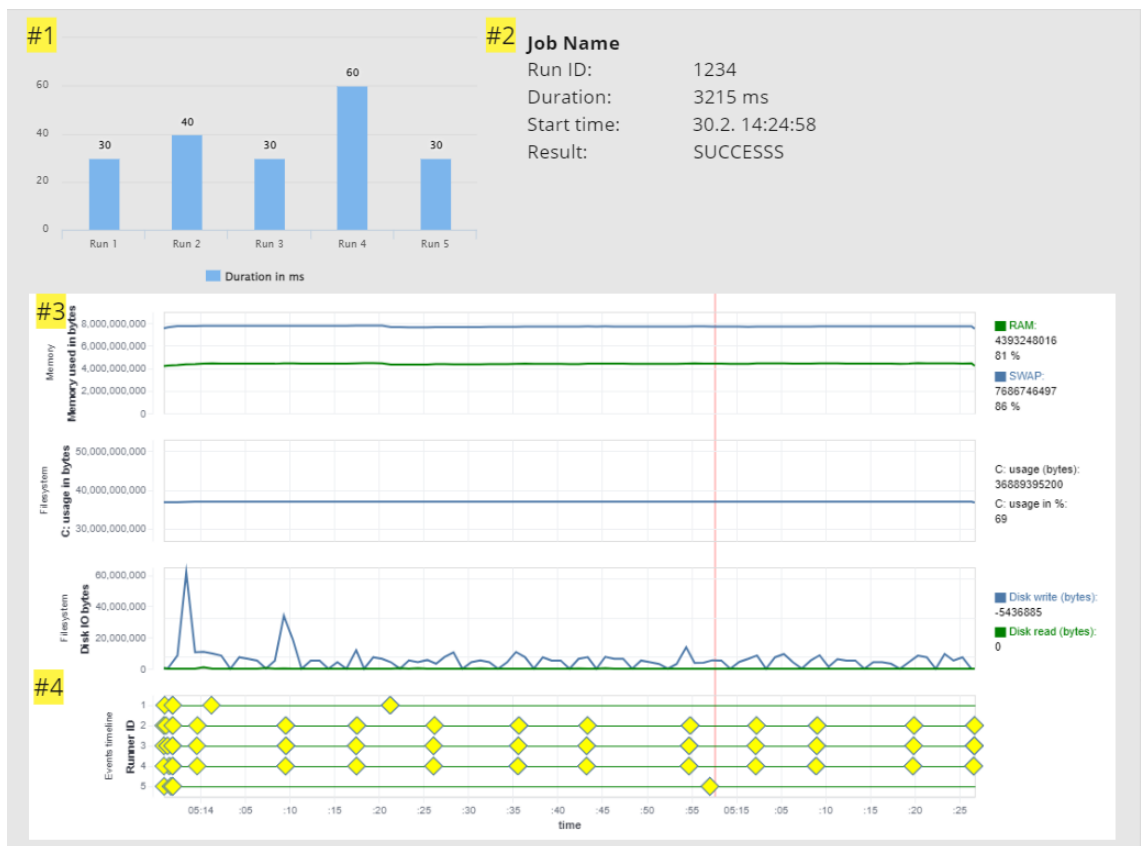 #1
60
40
20
0
30
40
30
60
30
Run 1 Run 2 Run 3 Run 4 Run 5
Duration in ms
#2
Job Name
Run ID: 1234
Duration: 3215 ms
Start time: 30.2. 14:24:58
Result: SUCCESSS
#3
Memory
Memory used in bytes
8,000,000,000
6,000,000,000
4,000,000,000
2,000,000,000
0
RAM:
4393248016
81 %
SWAP:
7686746497
86 %
Filesystem
C: usage in bytes
50,000,000,000
40,000,000,000
30,000,000,000
C: usage (bytes):
36889395200
C: usage in %:
69
Filesystem
Disk IO bytes
60,000,000
40,000,000
20,000,000
0
Disk write (bytes):
-5436885
Disk read (bytes):
0
#4
Events timeline
Runner ID
1
2
3
4
5
05:14 :05 :10 :15 :20 :25 :30 :35 :40 :45 :50 :55 05:15 :05 :10 :15 :20 :25
time